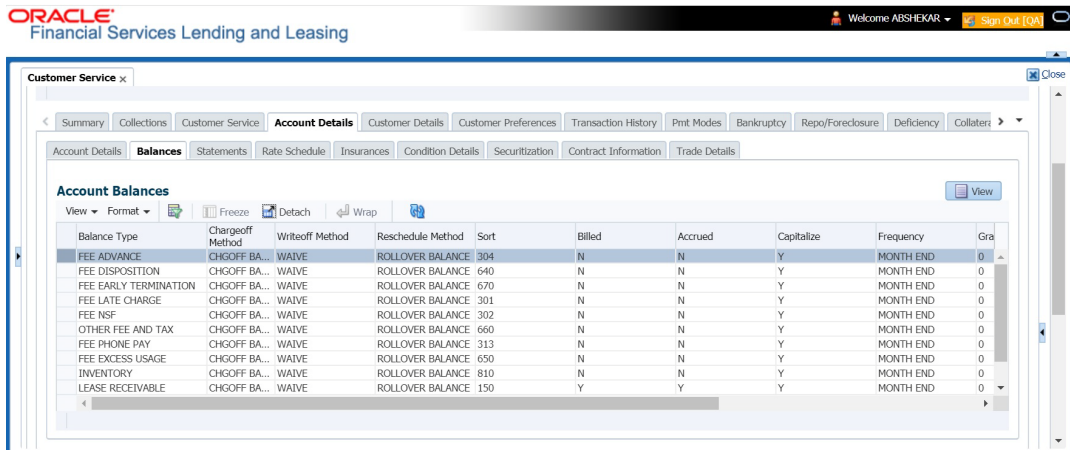 ORACLE
Welcome ABSHEKAR
Sign Out [QA]
Financial Services Lending and Leasing
Customer Service x
Close
Summary Collections Customer Service Account Details Customer Details Customer Preferences Transaction History Pmt Modes Bankruptcy Repo/Foreclosure Deficiency Collatera
Account Details Balances Statements Rate Schedule Insurances Condition Details Securitization Contract Information Trade Details
Account Balances
View
View Format Freeze Detach Wrap
Balance Type Chargeoff Method Writeoff Method Reschedule Method Sort Billed Accrued Capitalize Frequency Gra
FEE ADVANCE CHGOFF BA... WAIVE ROLLOVER BALANCE 304 N N Y MONTH END 0
FEE DISPOSITION CHGOFF BA... WAIVE ROLLOVER BALANCE 640 N N Y MONTH END 0
FEE EARLY TERMINATION CHGOFF BA... WAIVE ROLLOVER BALANCE 670 N N Y MONTH END 0
FEE LATE CHARGE CHGOFF BA... WAIVE ROLLOVER BALANCE 301 N N Y MONTH END 0
FEE NSF CHGOFF BA... WAIVE ROLLOVER BALANCE 302 N N Y MONTH END 0
OTHER FEE AND TAX CHGOFF BA... WAIVE ROLLOVER BALANCE 660 N N Y MONTH END 0
FEE PHONE PAY CHGOFF BA... WAIVE ROLLOVER BALANCE 313 N N Y MONTH END 0
FEE EXCESS USAGE CHGOFF BA... WAIVE ROLLOVER BALANCE 650 N N Y MONTH END 0
INVENTORY CHGOFF BA... WAIVE ROLLOVER BALANCE 810 N N Y MONTH END 0
LEASE RECEIVABLE CHGOFF BA... WAIVE ROLLOVER BALANCE 150 Y Y Y MONTH END 0